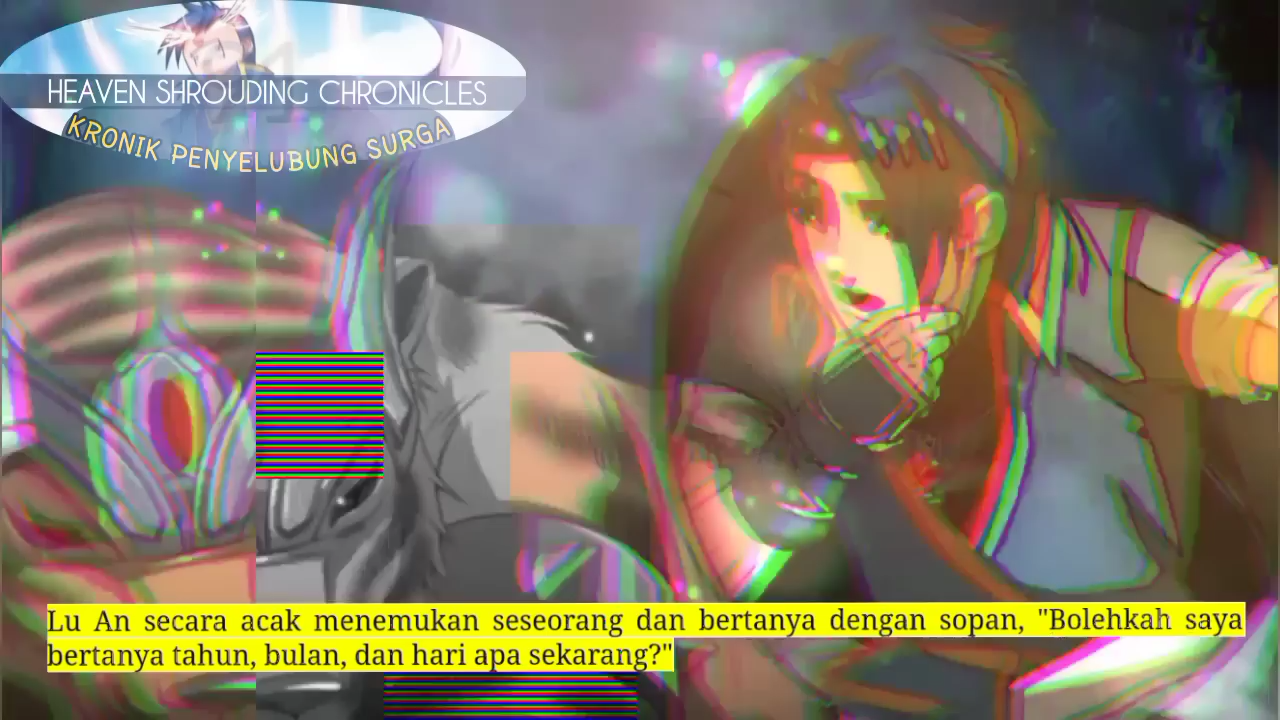 HEAVEN SHROUDING CHRONICLES
KRONIK PENYELUBUNG SURGA
Lu An secara acak menemukan seseorang dan bertanya dengan sopan, "Bolehkah saya
bertanya tahun, bulan, dan hari apa sekarang?"